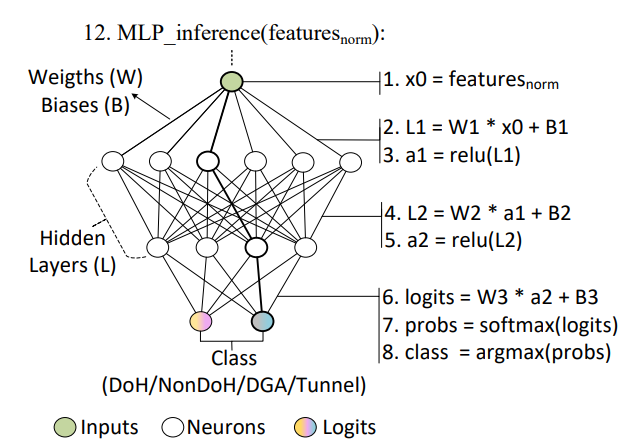 12. MLP_inference(featuresnorm):
Weigths (W)
Biases (B)
1. x0 = featuresnorm
2. L1 = W1 * x0 + B1
3. a1 = relu(L1)
4. L2 = W2 * a1 + B2
5. a2 = relu(L2)
Hidden
Layers (L)
6. logits = W3 * a2 + B3
7. probs = softmax(logits)
8. class = argmax(probs)
Class
(DoH/NonDoH/DGA/Tunnel)
Inputs
Neurons
Logits